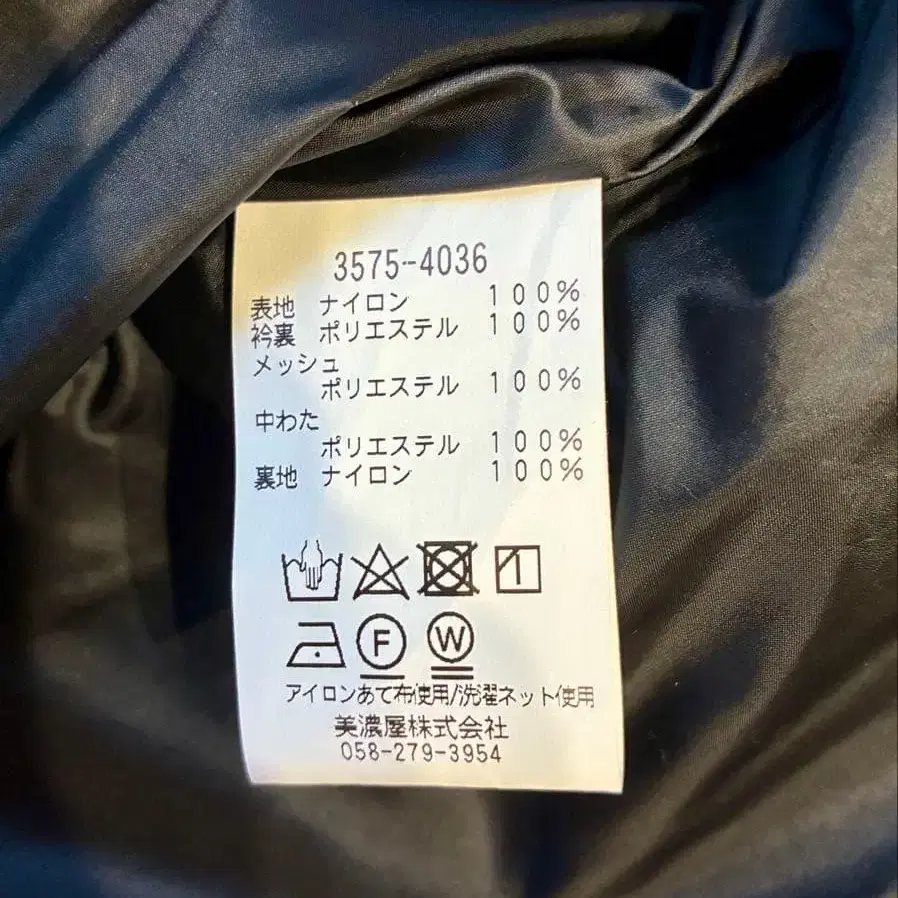 3575-4036
表地 ナイロン 100%
衿裏 ポリエステル 100%
メッシュ
ポリエステル 100%
中わた
ポリエステル 100%
裏地 ナイロン 100%
F W
アイロンあて布使用/洗濯ネット使用
美濃屋株式会社
058-279-3954